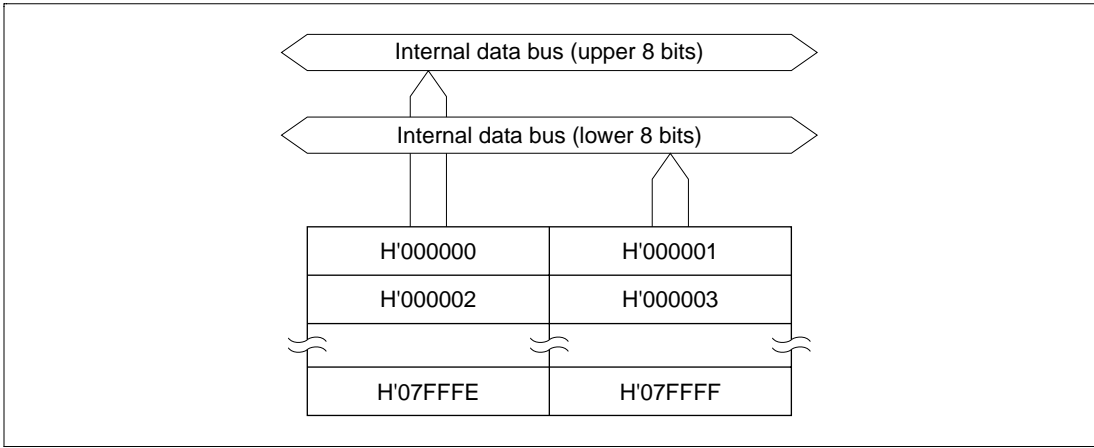 Internal data bus (upper 8 bits)
Internal data bus (lower 8 bits)
H'000000 H'000001
H'000002 H'000003
H'07FFFE H'07FFFF